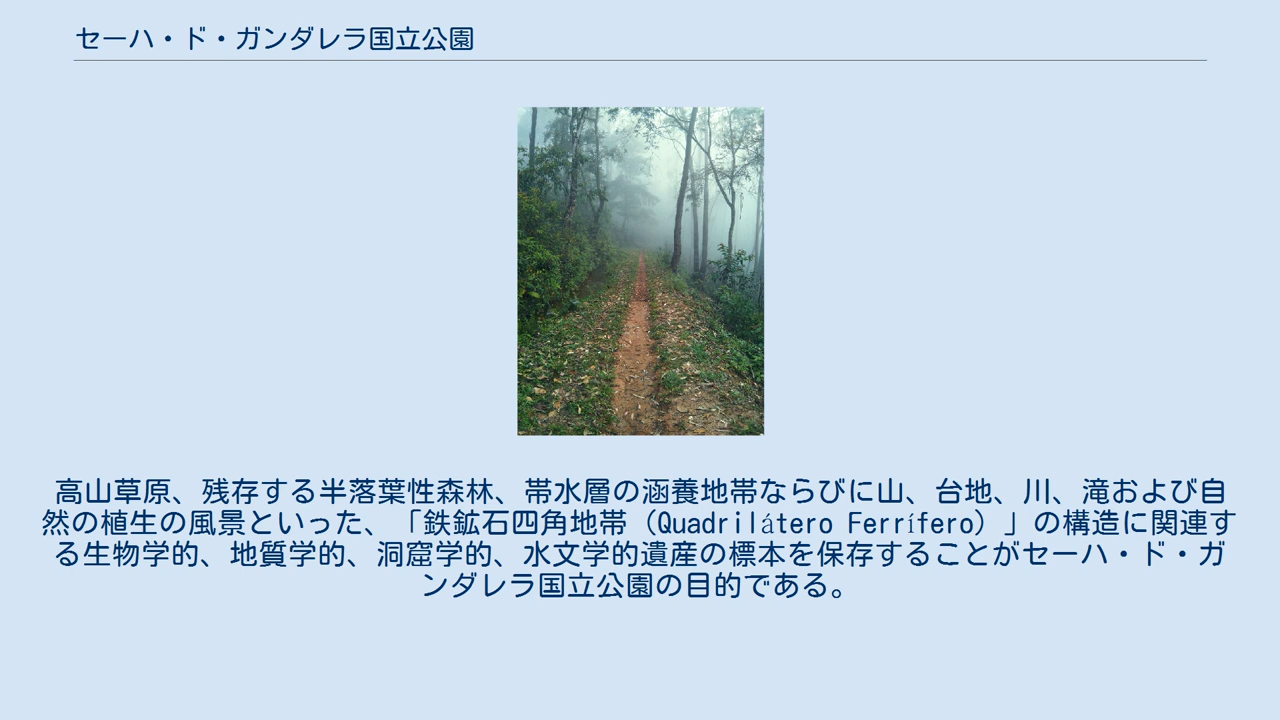 セーハ・ド・ガンダレラ国立公園
高山草原、残存する半落葉性森林、帯水層の涵養地帯ならびに山、台地、川、滝および自
然の植生の風景といった、「鉄鉱石四角地帯（Quadrilátero Ferrífero）」の構造に関連す
る生物学的、地質学的、洞窟学的、水文学的遺産の標本を保存することがセーハ・ド・ガ
ンダレラ国立公園の目的である。